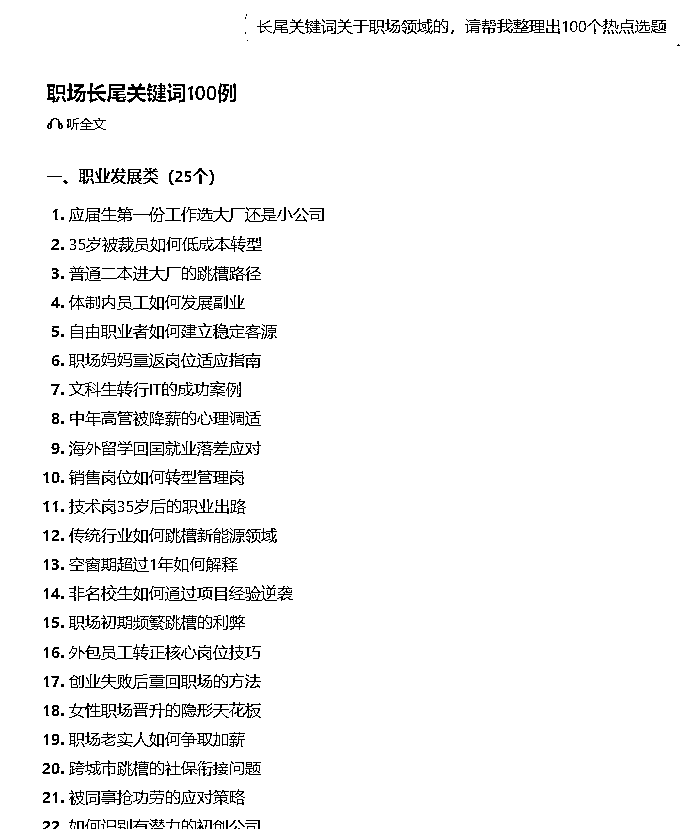 长尾关键词关于职场领域的，请帮我整理出100个热点选题
职场长尾关键词100例
听全文
一、职业发展类（25个）
1. 应届生第一份工作选大厂还是小公司
2. 35岁被裁员如何低成本转型
3. 普通二本进大厂的跳槽路径
4. 体制内员工如何发展副业
5. 自由职业者如何建立稳定客源
6. 职场妈妈重返岗位适应指南
7. 文科生转行IT的成功案例
8. 中年高管被降薪的心理调适
9. 海外留学回国就业落差应对
10. 销售岗位如何转型管理岗
11. 技术岗35岁后的职业出路
12. 传统行业如何跳槽新能源领域
13. 空窗期超过1年如何解释
14. 非名校生如何通过项目经验逆袭
15. 职场初期频繁跳槽的利弊
16. 外包员工转正核心岗位技巧
17. 创业失败后重回职场的方法
18. 女性职场晋升的隐形天花板
19. 职场老实人如何争取加薪
20. 跨城市跳槽的社保衔接问题
21. 被同事抢功劳的应对策略
22. 如何识别有潜力的初创公司